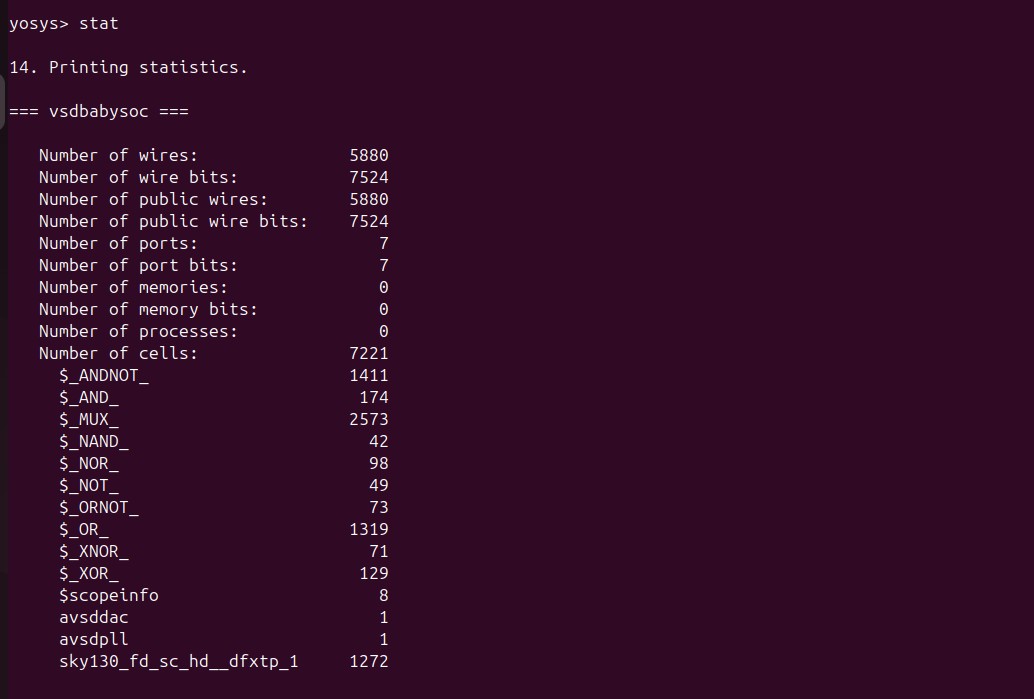 yosys> stat
14. Printing statistics.
=== vsdbabysoc ===
Number of wires: 5880
Number of wire bits: 7524
Number of public wires: 5880
Number of public wire bits: 7524
Number of ports: 7
Number of port bits: 7
Number of memories: 0
Number of memory bits: 0
Number of processes: 0
Number of cells: 7221
$_ANDNOT_ 1411
$_AND_ 174
$_MUX_ 2573
$_NAND_ 42
$_NOR_ 98
$_NOT_ 49
$_ORNOT_ 73
$_OR_ 1319
$_XNOR_ 71
$_XOR_ 129
$scopeinfo 8
avsddac 1
avsdpll 1
sky130_fd_sc_hd__dfxtp_1 1272